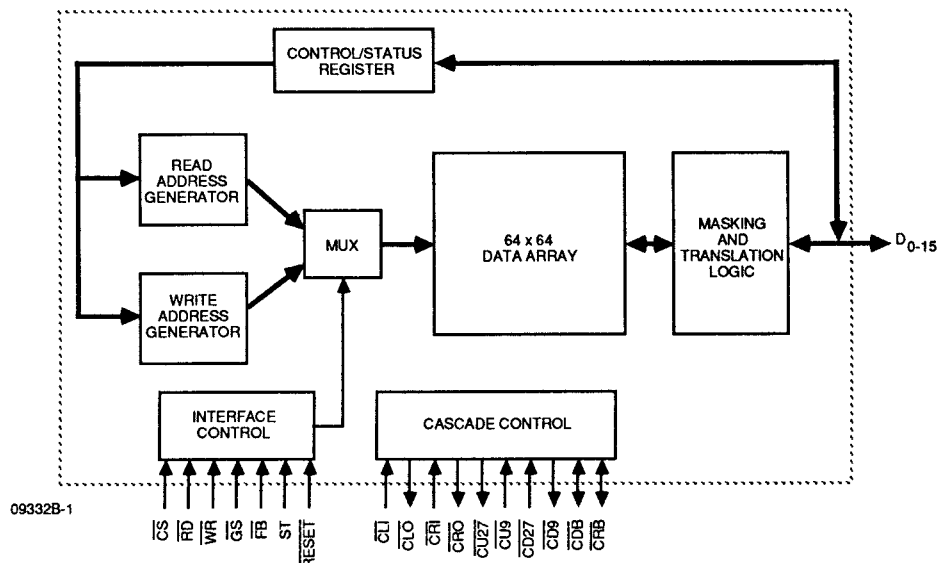 CONTROL/STATUS
REGISTER
READ
ADDRESS
GENERATOR
MUX
64 x 64
DATA ARRAY
MASKING
AND
TRANSLATION
LOGIC
D0-15
WRITE
ADDRESS
GENERATOR
INTERFACE
CONTROL
CASCADE CONTROL
09332B-1
CS
RD
WR
GS
FB
ST
RESET
CLI
CLO
CRI
CRO
CU27
CU9
CD27
CD9
CDB
CRB